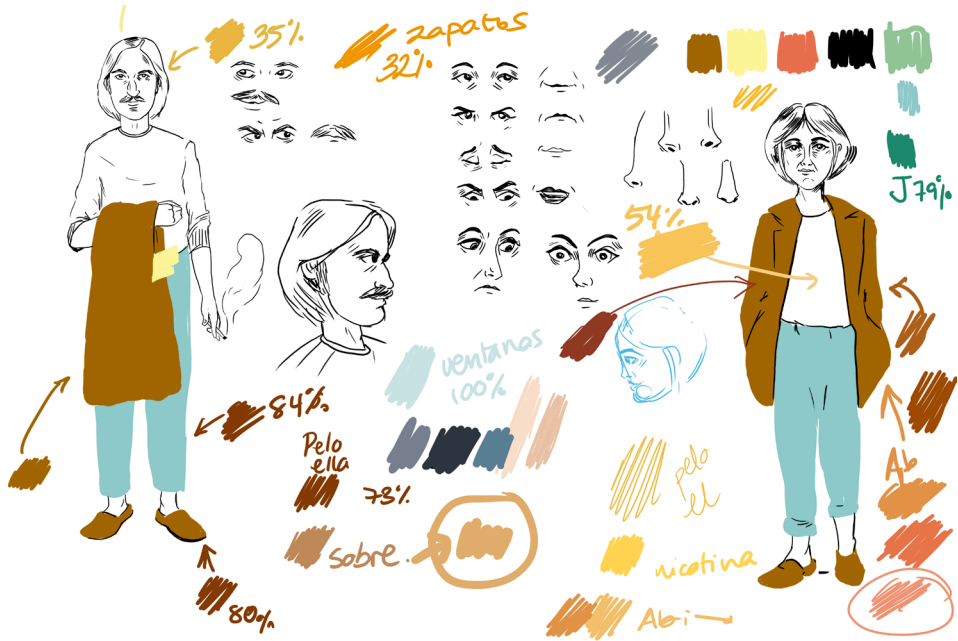 35%
zapatos
32%
J79%
54%
ventanas
100%
84%
Pelo
ella
73%
Ab
pelo
el
sobre.
nicotina
80%
Abi